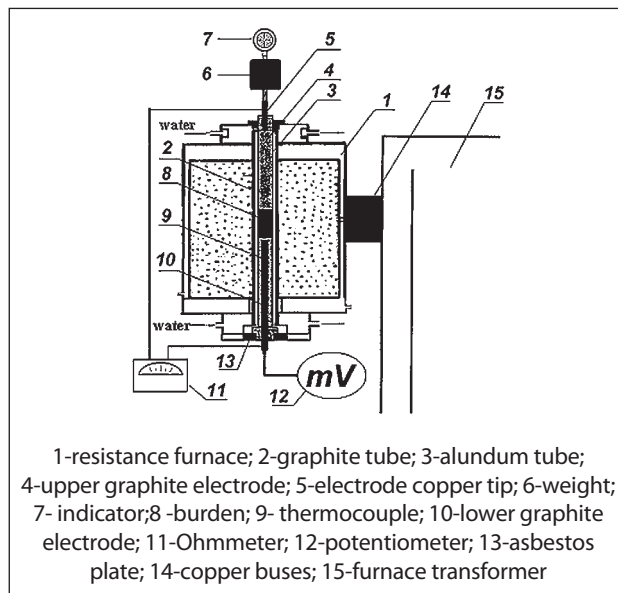 7
5
6
4
3
1
14
15
water
2
8
9
10
water
13
11
12
mV
1-resistance furnace; 2-graphite tube; 3-alundum tube;
4-upper graphite electrode; 5-electrode copper tip; 6-weight;
7- indicator;8 -burden; 9- thermocouple; 10-lower graphite
electrode; 11-Ohmmeter; 12-potentiometer; 13-asbestos
plate; 14-copper buses; 15-furnace transformer